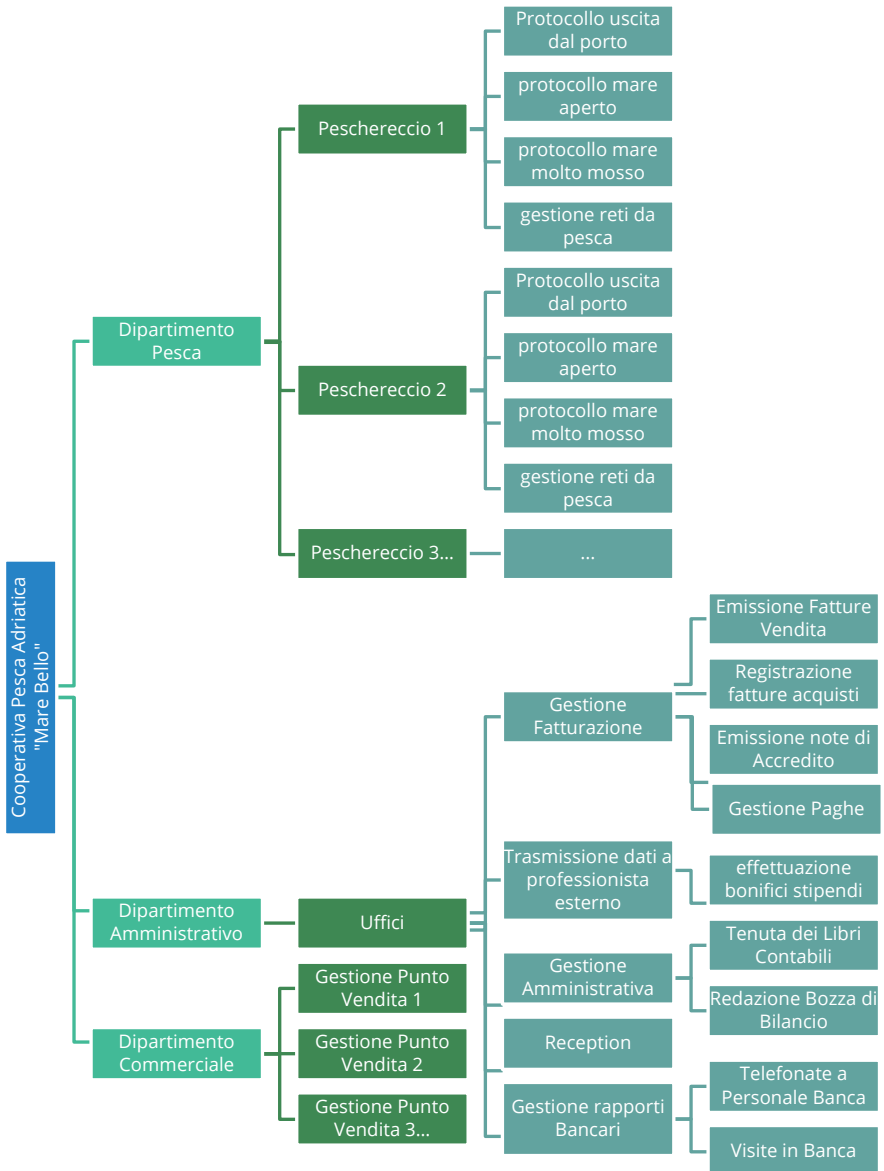 Cooperativa Pesca Adriatica
"Mare Bello"
Dipartimento
Pesca
Peschereccio 1
Protocollo uscita
dal porto
protocollo mare
aperto
protocollo mare
molto mosso
gestione reti da
pesca
Peschereccio 2
Protocollo uscita
dal porto
protocollo mare
aperto
protocollo mare
molto mosso
gestione reti da
pesca
Peschereccio 3...
...
Dipartimento
Amministrativo
Uffici
Gestione
Fatturazione
Emissione Fatture
Vendita
Registrazione
fatture acquisti
Emissione note di
Accredito
Gestione Paghe
Trasmissione dati a
professionista
esterno
effettuazione
bonifici stipendi
Gestione
Amministrativa
Tenuta dei Libri
Contabili
Redazione Bozza di
Bilancio
Reception
Gestione rapporti
Bancari
Telefonate a
Personale Banca
Visite in Banca
Dipartimento
Commerciale
Gestione Punto
Vendita 1
Gestione Punto
Vendita 2
Gestione Punto
Vendita 3...